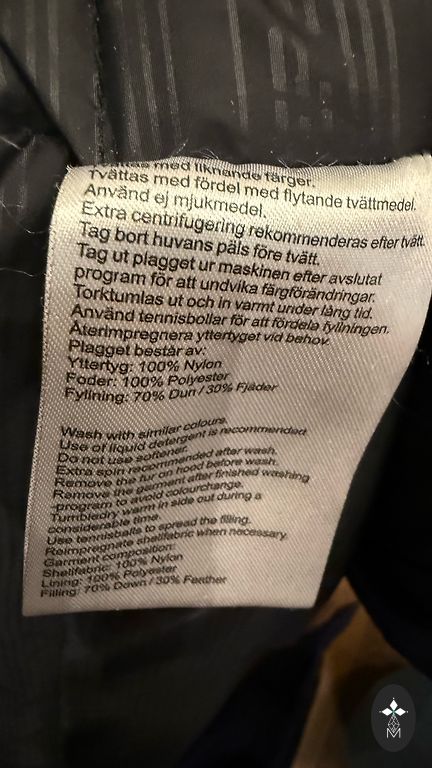 Tvättas med liknande färger.
Tvättas med fördel med flytande tvättmedel.
Använd ej mjukmedel.
Extra centrifugering rekommenderas efter tvätt.
Tag bort huvans päls före tvätt.
Tag ut plagget ur maskinen efter avslutat
program för att undvika färgförändringar.
Torktumlas ut och in varmt under lång tid.
Använd tennisbollar för att fördela fyllningen.
Återimpregnera yttertyget vid behov.
Plagget består av:
Yttertyg: 100% Nylon
Foder: 100% Polyester
Fyllning: 70% Dun / 30% Fjäder
Wash with similar colours.
Use of liquid detergent is recommended.
Do not use softener.
Extra spin recommended after wash.
Remove the fur on hood before wash.
Remove the garment after finished washing
-program to avoid colourchange.
Tumbledry warm in side out during a
considerable time.
Use tennisballs to spread the filling.
Reimpregnate shellfabric when necessary.
Garment composition:
Shellfabric: 100% Nylon
Lining: 100% Polyester
Filling: 70% Down / 30% Feather
M